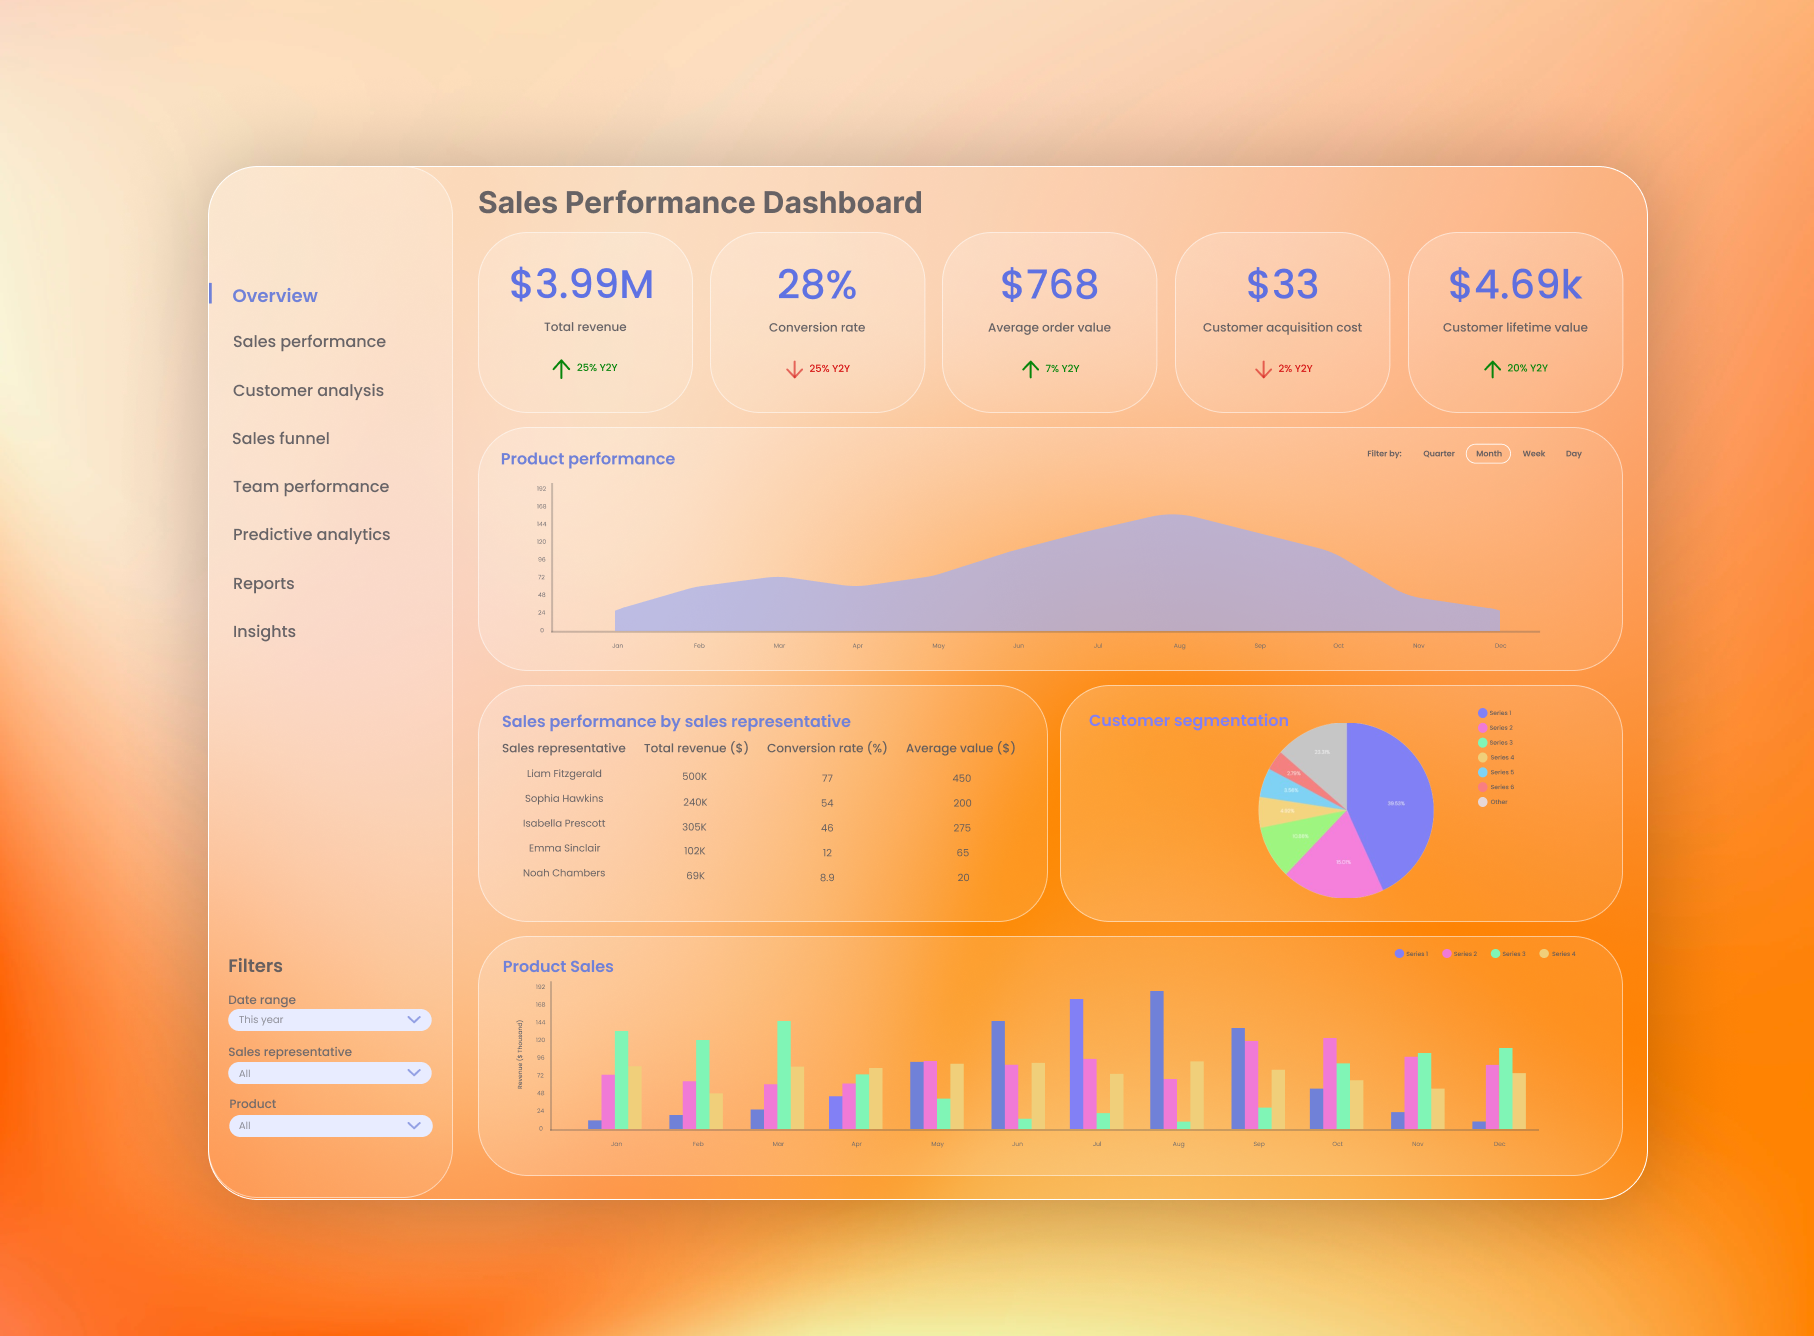 Sales Performance Dashboard
Overview
Sales performance
Customer analysis
Sales funnel
Team performance
Predictive analytics
Reports
Insights
Filters
Date range
This year
Sales representative
All
Product
All
$3.99M
Total revenue
25% Y2Y
28%
Conversion rate
25% Y2Y
$768
Average order value
7% Y2Y
$33
Customer acquisition cost
2% Y2Y
$4.69k
Customer lifetime value
20% Y2Y
Product performance
Filter by: Quarter Month Week Day
192
168
144
120
96
72
48
24
0
Jan Feb Mar Apr May Jun Jul Aug Sep Oct Nov Dec
Sales performance by sales representative
Sales representative Total revenue ($) Conversion rate (%) Average value ($)
Liam Fitzgerald 500K 77 450
Sophia Hawkins 240K 54 200
Isabella Prescott 305K 46 275
Emma Sinclair 102K 12 65
Noah Chambers 69K 8.9 20
Customer segmentation
Series 1
Series 2
Series 3
Series 4
Series 5
Series 6
Other
Product Sales
Series 1 Series 2 Series 3 Series 4
Revenue ($ Thousand)
192
168
144
120
96
72
48
24
0
Jan Feb Mar Apr May Jun Jul Aug Sep Oct Nov Dec